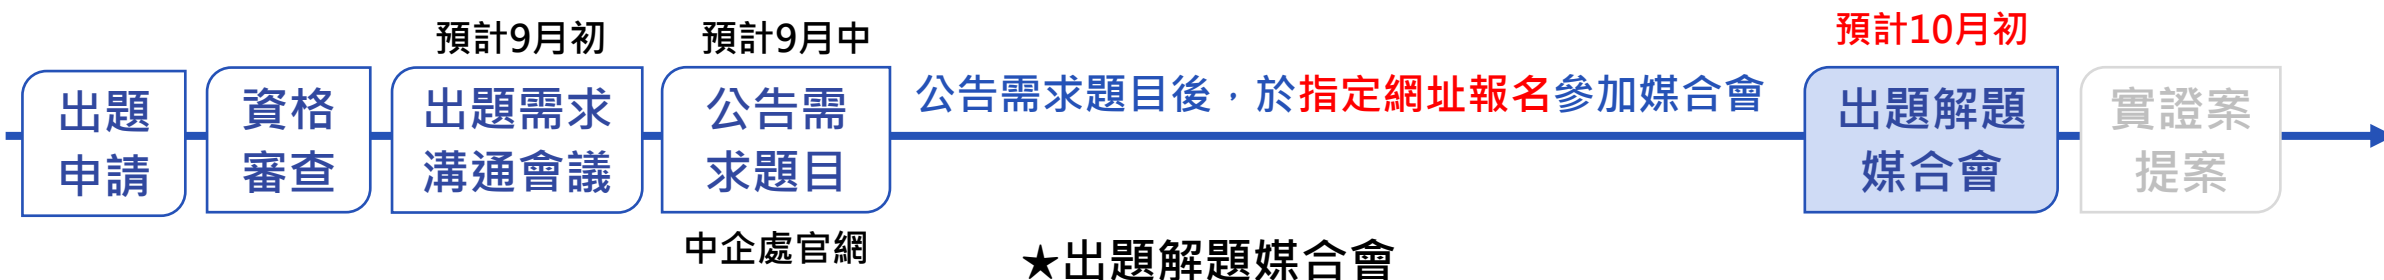 預計9月初
預計9月中
預計10月初
出題
申請
資格
審查
出題需求
溝通會議
公告需
求題目
公告需求題目後，於指定網址報名參加媒合會
出題解題
媒合會
實證案
提案
中企處官網
★出題解題媒合會